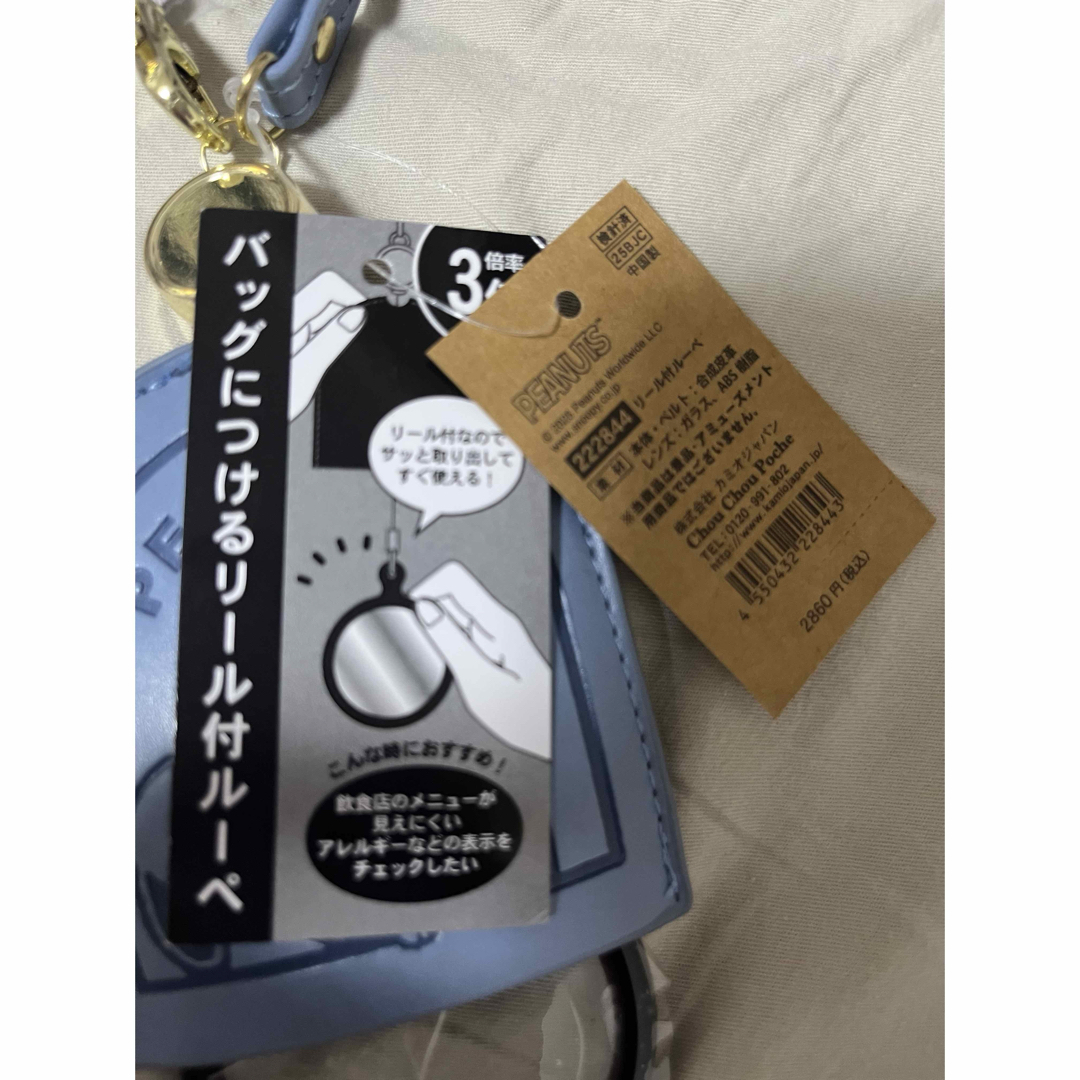 バッグにつけるリール付ルーペ
3
倍率
リール付なので
サッと取り出して
すぐ使える！
こんな時におすすめ！
飲食店のメニューが
見えにくい
アレルギーなどの表示を
チェックしたい
検針済
25BJC
中国製
PEANUTS™
© 2025 Peanuts Worldwide LLC
www.snoopy.co.jp
222844 リール付ルーペ
素材 本体・ベルト：合成皮革
レンズ：ガラス、ABS 樹脂
※当商品は景品・アミューズメント
用商品ではございません。
株式会社 カミオジャパン
Chou Chou Poche
TEL：0120-991-802
http://www.kamiojapan.jp/
4 550432 228443
2860円(税込)
PE